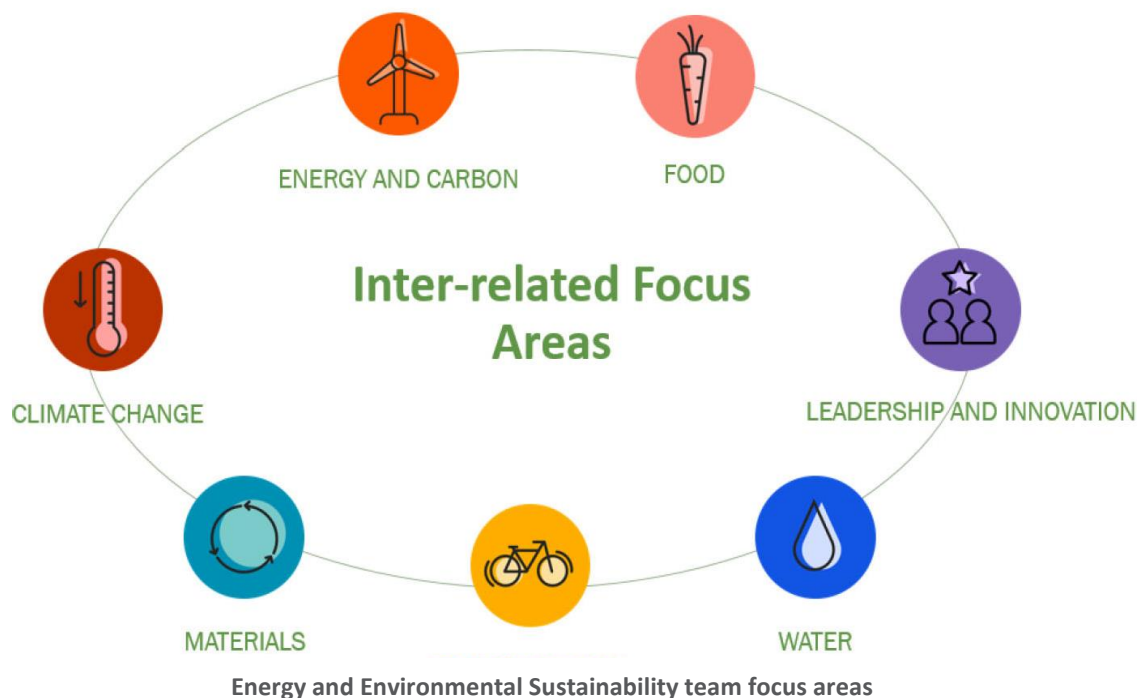 ENERGY AND CARBON
FOOD
Inter-related Focus
Areas
CLIMATE CHANGE
LEADERSHIP AND INNOVATION
MATERIALS
WATER
Energy and Environmental Sustainability team focus areas